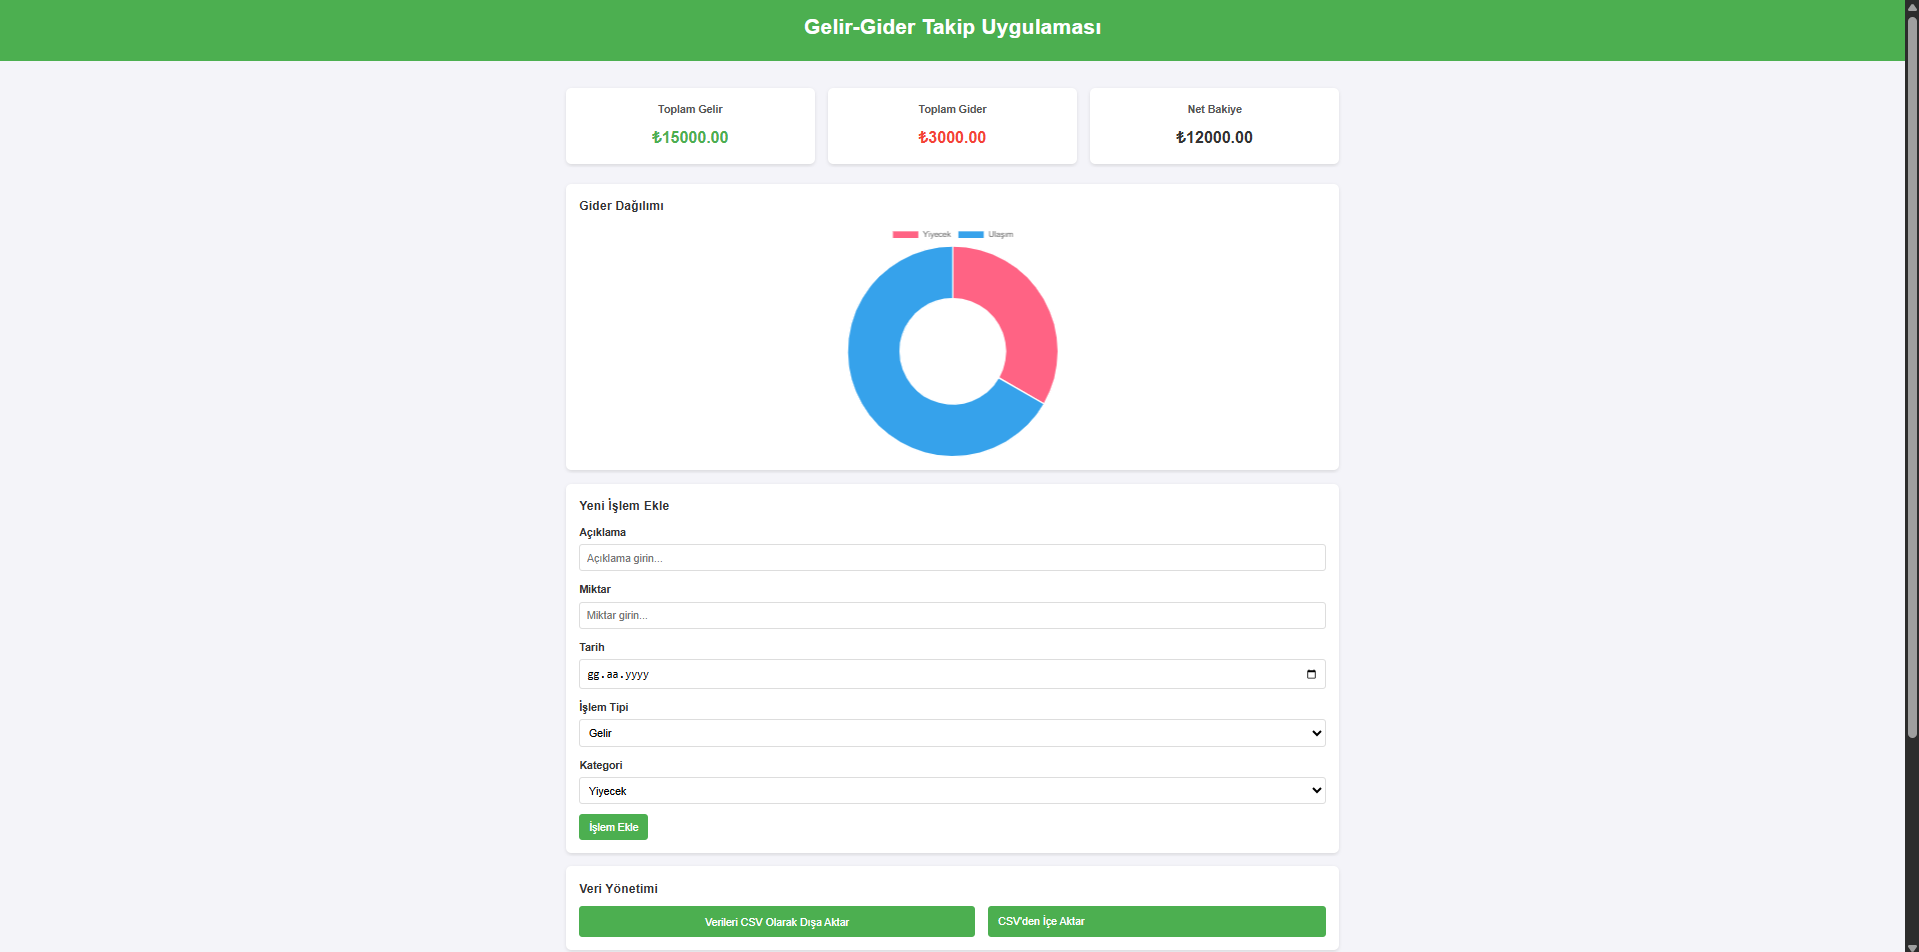 Gelir-Gider Takip Uygulaması
Toplam Gelir
₺15000.00
Toplam Gider
₺3000.00
Net Bakiye
₺12000.00
Gider Dağılımı
Yiyecek Ulaşım
Yeni İşlem Ekle
Açıklama
Açıklama girin...
Miktar
Miktar girin...
Tarih
gg.aa.yyyy
İşlem Tipi
Gelir
Kategori
Yiyecek
İşlem Ekle
Veri Yönetimi
Verileri CSV Olarak Dışa Aktar
CSV'den İçe Aktar